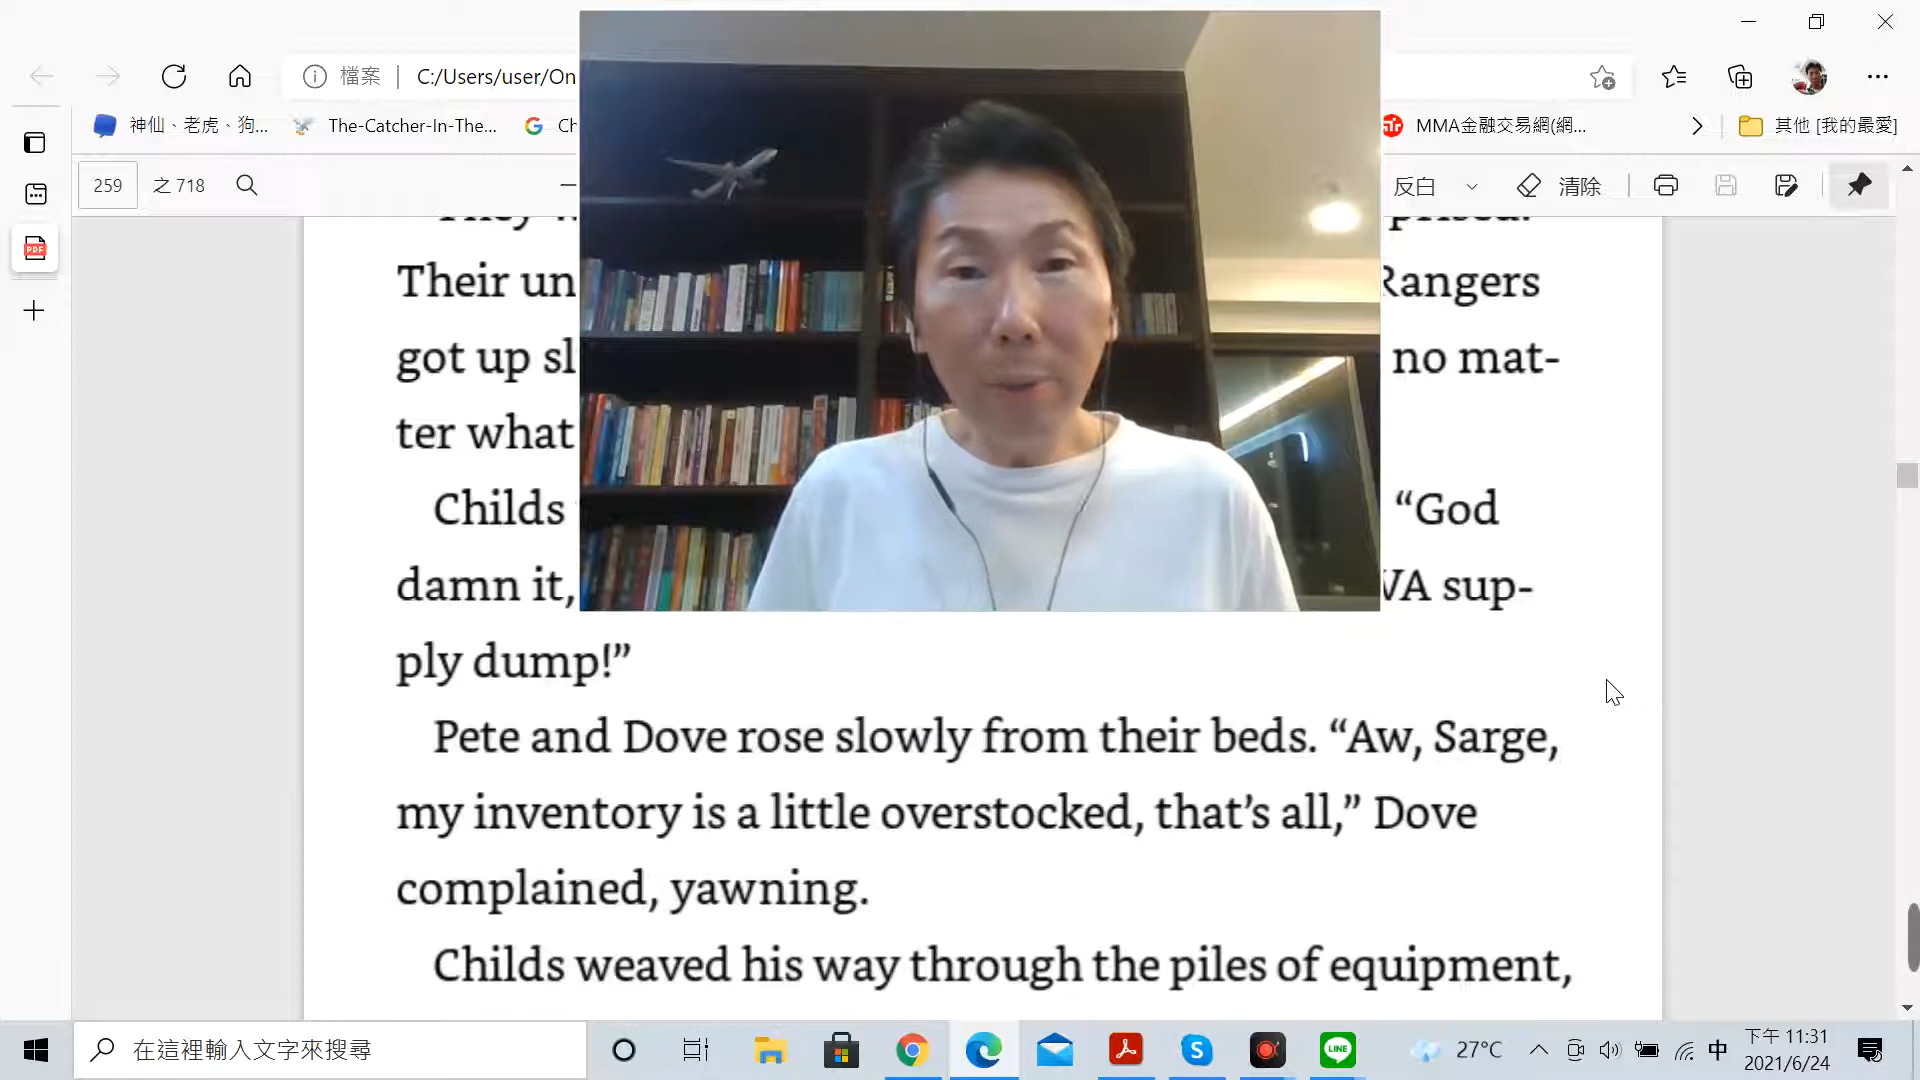 檔案 | C:/Users/user/On
神仙、老虎、狗... The-Catcher-In-The... Ch MMA金融交易網(網... 其他 [我的最愛]
259 之 718 反白 清除
PDF
Their un Rangers
got up sl no mat-
ter what
Childs “God
damn it, VA sup-
ply dump!”
Pete and Dove rose slowly from their beds. “Aw, Sarge,
my inventory is a little overstocked, that’s all,” Dove
complained, yawning.
Childs weaved his way through the piles of equipment,
在這裡輸入文字來搜尋 LINE 27°C 中 下午 11:31
2021/6/24